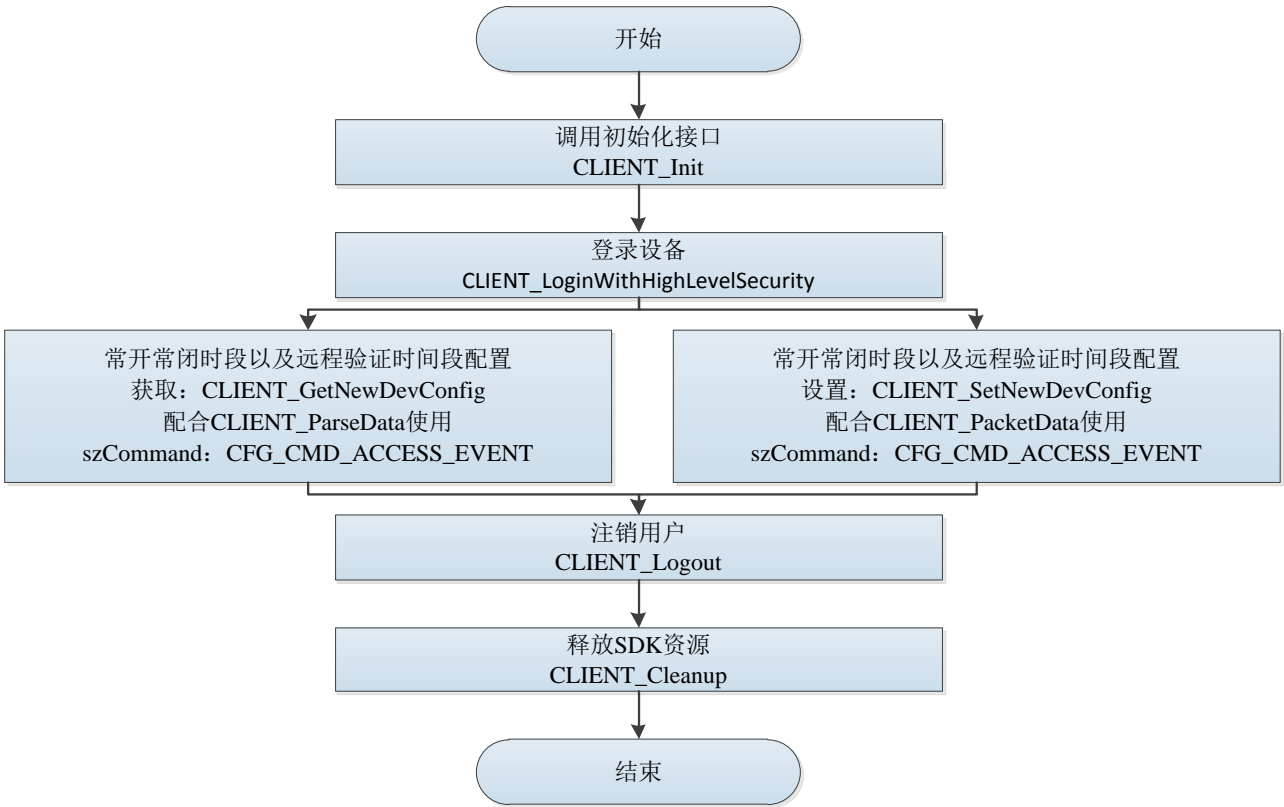 开始
调用初始化接口
CLIENT_Init
登录设备
CLIENT_LoginWithHighLevelSecurity
常开常闭时段以及远程验证时间段配置
获取：CLIENT_GetNewDevConfig
配合CLIENT_ParseData使用
szCommand：CFG_CMD_ACCESS_EVENT
常开常闭时段以及远程验证时间段配置
设置：CLIENT_SetNewDevConfig
配合CLIENT_PacketData使用
szCommand：CFG_CMD_ACCESS_EVENT
注销用户
CLIENT_Logout
释放SDK资源
CLIENT_Cleanup
结束